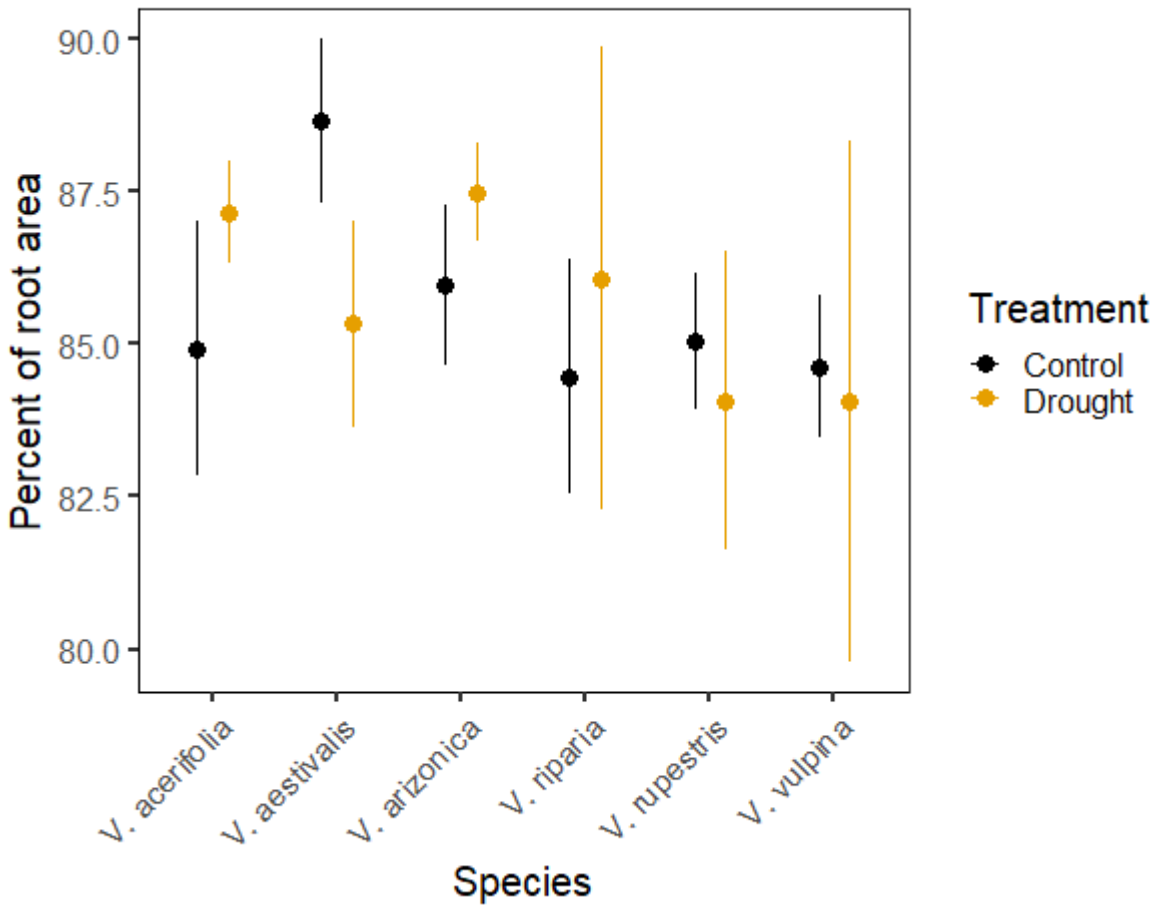 90.0
87.5
85.0
82.5
80.0
Percent of root area
V. acerifolia
V. aestivalis
V. arizonica
V. riparia
V. rupestris
V. vulpina
Species
Treatment
Control
Drought